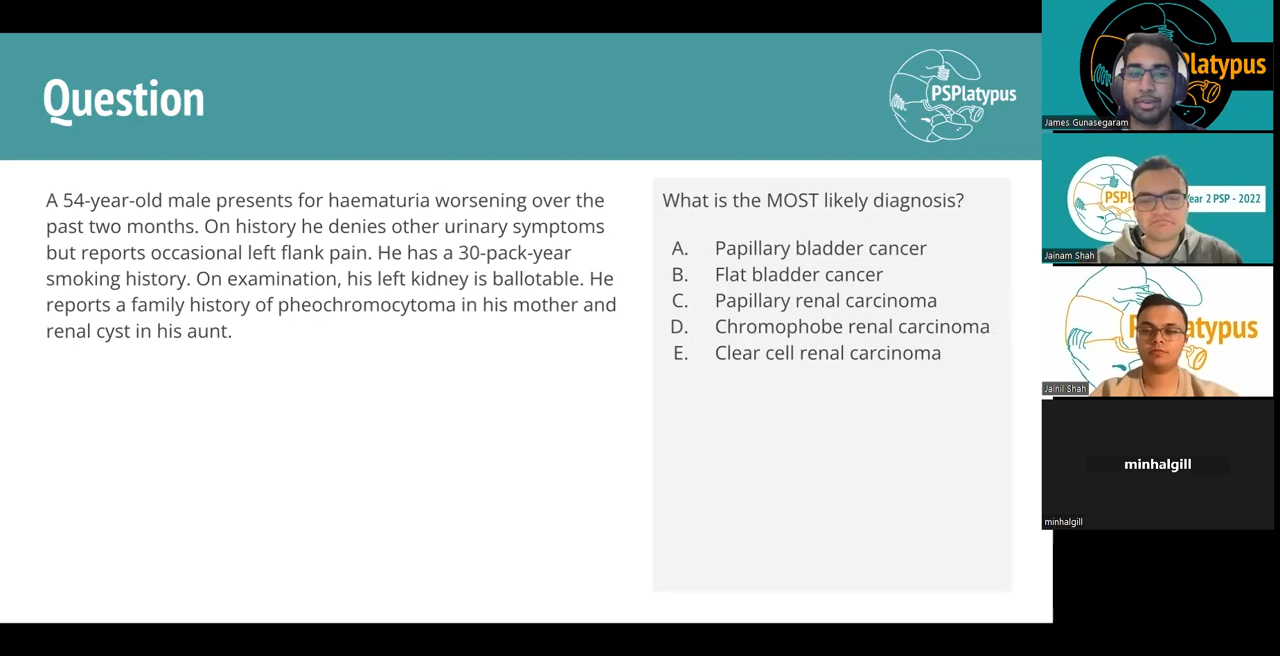 Question
PSPlatypus
A 54-year-old male presents for haematuria worsening over the
past two months. On history he denies other urinary symptoms
but reports occasional left flank pain. He has a 30-pack-year
smoking history. On examination, his left kidney is ballotable. He
reports a family history of pheochromocytoma in his mother and
renal cyst in his aunt.
What is the MOST likely diagnosis?
A. Papillary bladder cancer
B. Flat bladder cancer
C. Papillary renal carcinoma
D. Chromophobe renal carcinoma
E. Clear cell renal carcinoma
Platypus
James Gunasegaram
PSPl
ear 2 PSP - 2022
Jainam Shah
latypus
Jainil Shah
minhalgill
minhalgill